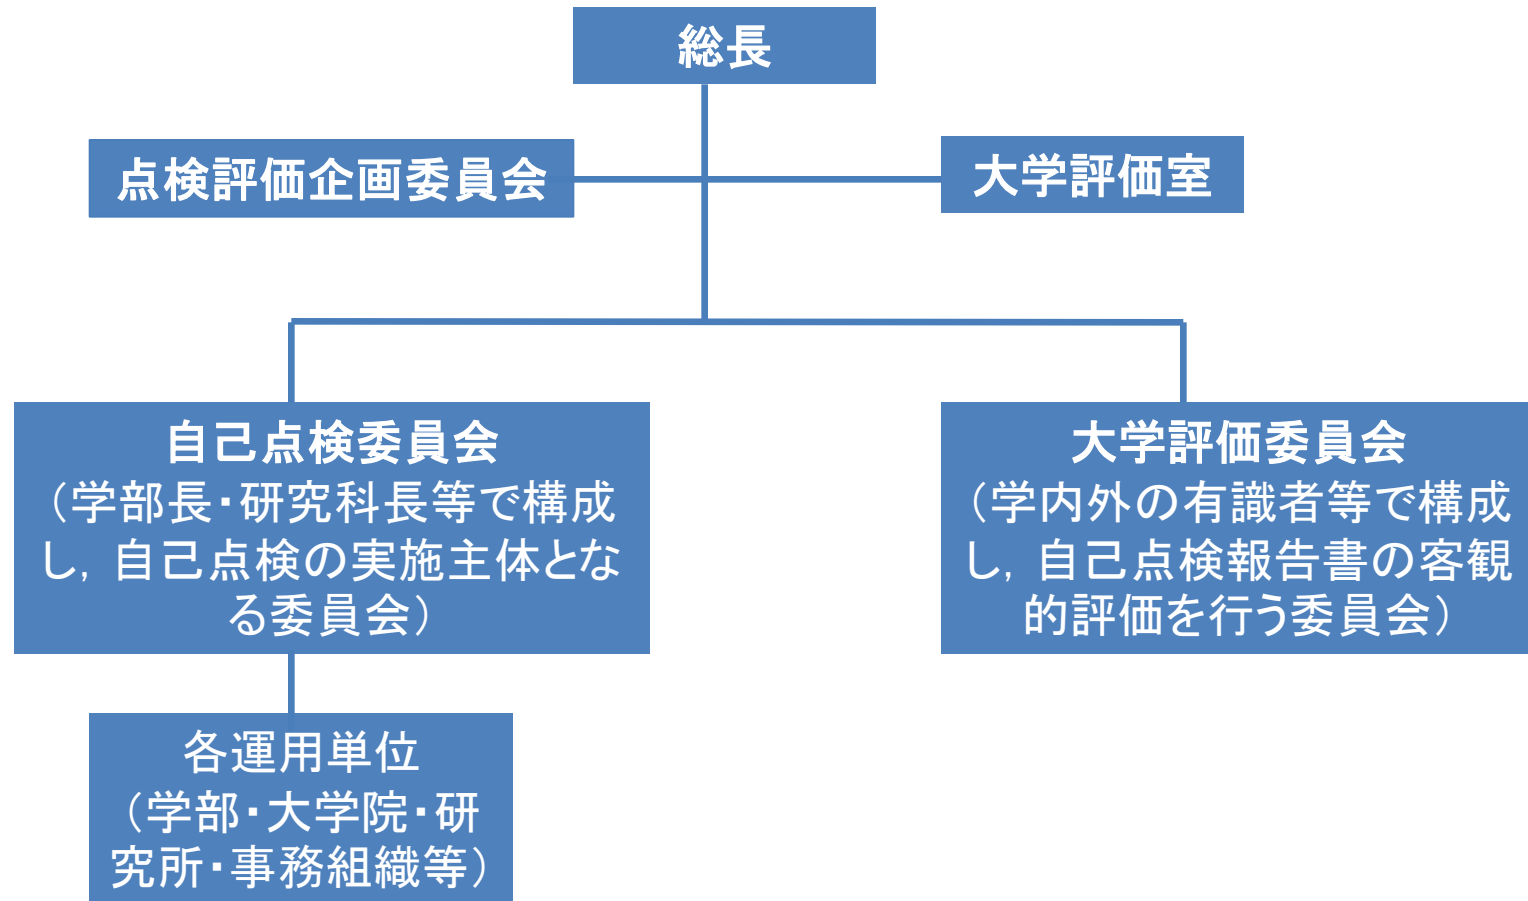 総長
点検評価企画委員会
大学評価室
自己点検委員会
（学部長・研究科長等で構成
し，自己点検の実施主体とな
る委員会）
大学評価委員会
（学内外の有識者等で構成
し，自己点検報告書の客観
的評価を行う委員会）
各運用単位
（学部・大学院・研
究所・事務組織等）